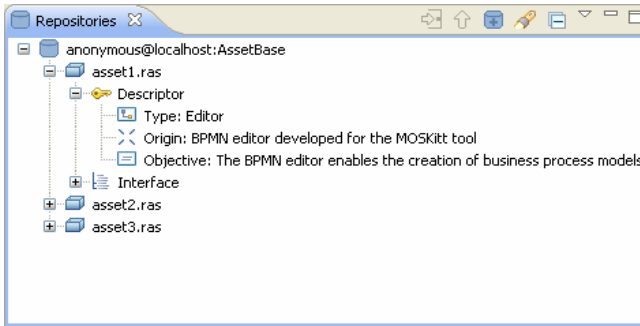 Repositories
anonymous@localhost:AssetBase
asset1.ras
Descriptor
Type: Editor
Origin: BPMN editor developed for the MOSKitt tool
Objective: The BPMN editor enables the creation of business process models
Interface
asset2.ras
asset3.ras